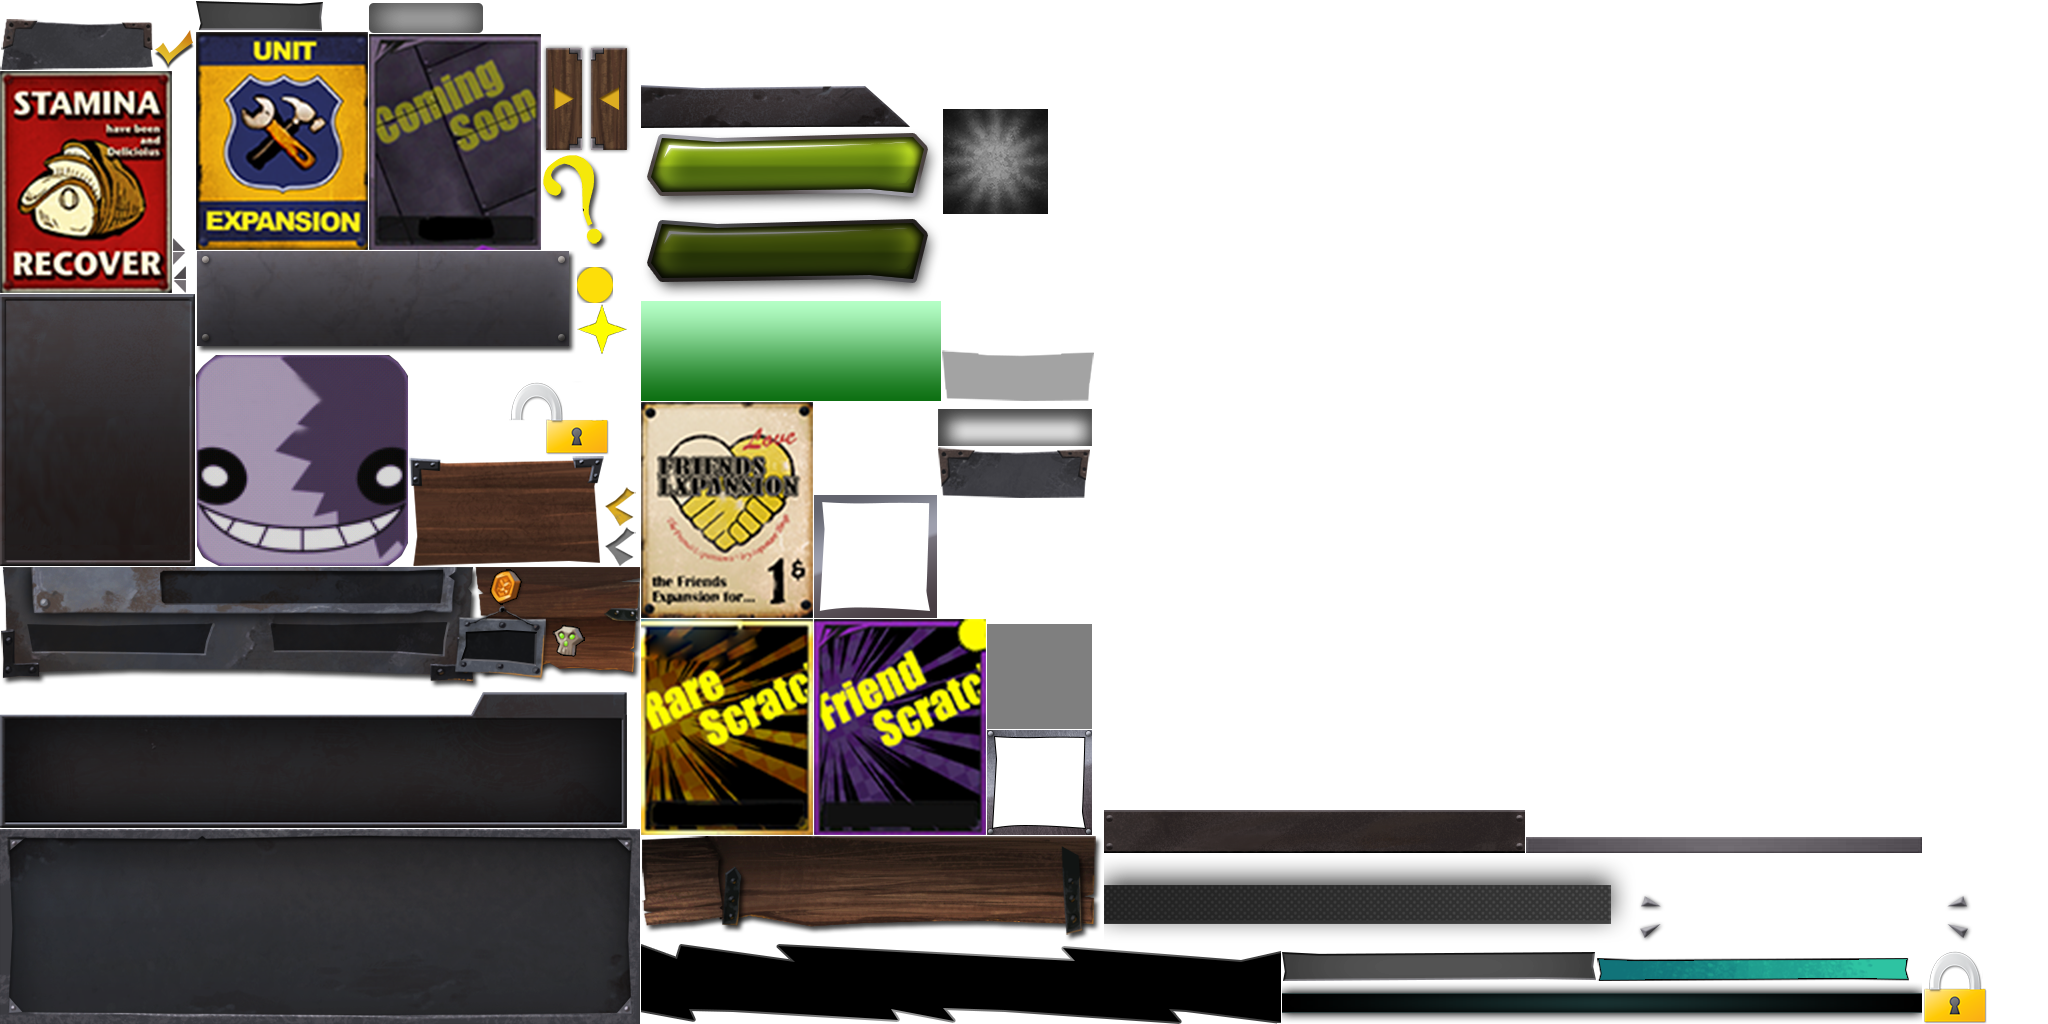 STAMINA
have been
and
Deliciolus
RECOVER
UNIT
EXPANSION
Coming
Soon
Love
FRIENDS
EXPANSION
the Friends
Expansion for...
1$
Rare
Scratc
Friend
Scratc